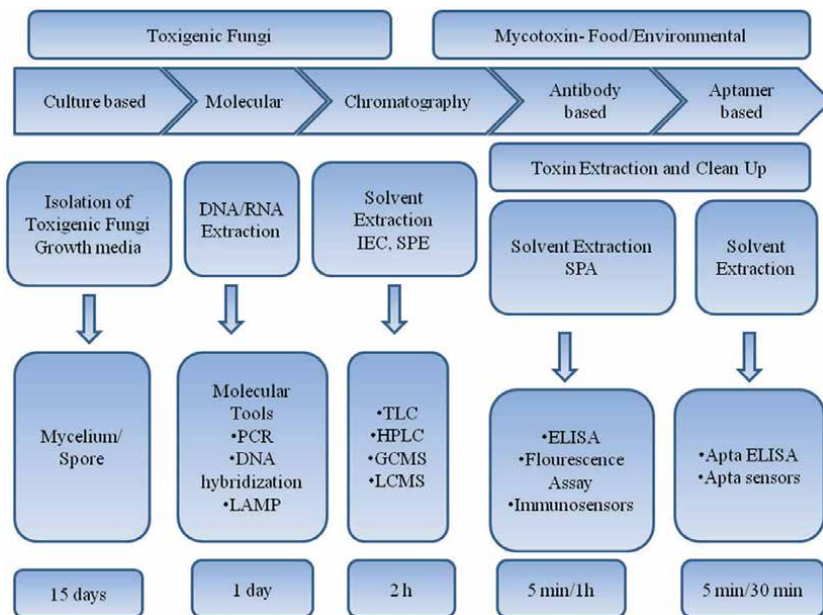 Toxigenic Fungi
Mycotoxin- Food/Environmental
Culture based
Molecular
Chromatography
Antibody
based
Aptamer
based
Toxin Extraction and Clean Up
Isolation of
Toxigenic Fungi
Growth media
DNA/RNA
Extraction
Solvent
Extraction
IEC, SPE
Solvent Extraction
SPA
Solvent
Extraction
Mycelium/
Spore
Molecular
Tools
•PCR
•DNA
hybridization
•LAMP
•TLC
•HPLC
•GCMS
•LCMS
•ELISA
•Flourescence
Assay
•Immunosensors
•Apta ELISA
•Apta sensors
15 days
1 day
2 h
5 min/1h
5 min/30 min